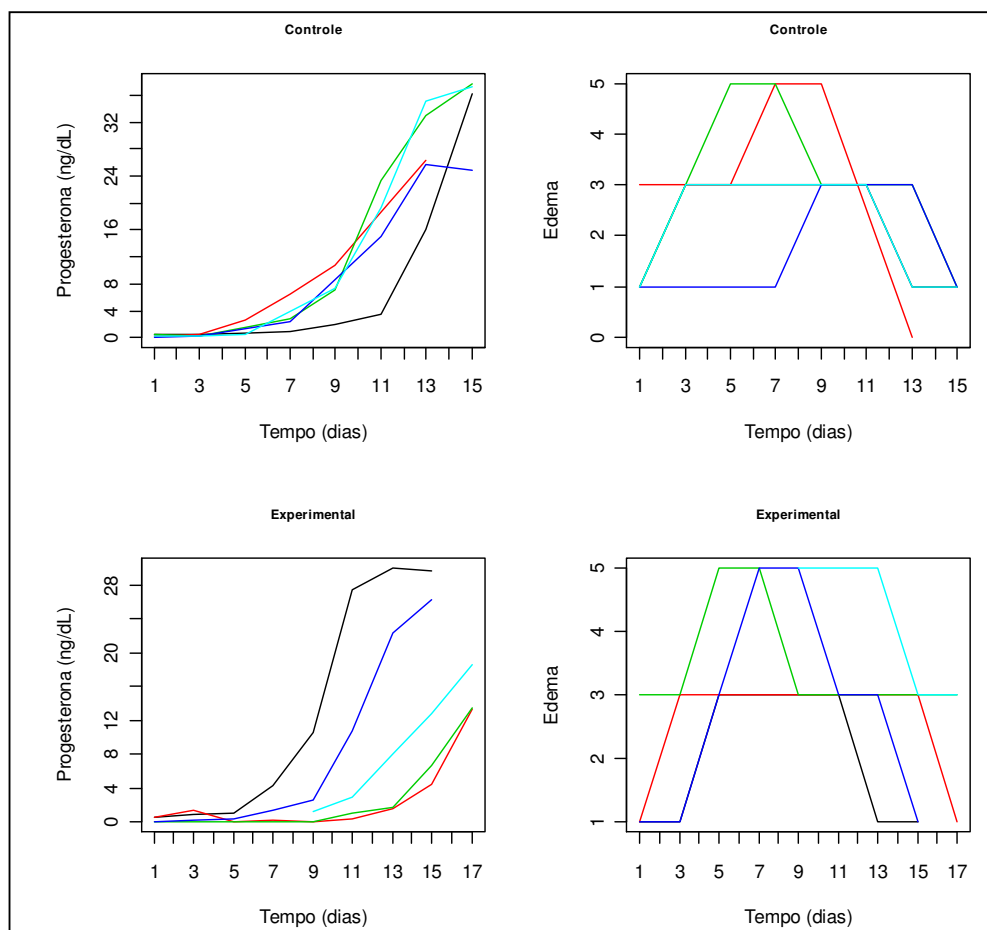 Controle
Progesterona (ng/dL)
32
24
16
8
4
0
1 3 5 7 9 11 13 15
Tempo (dias)
Controle
Edema
5
4
3
2
1
0
1 3 5 7 9 11 13 15
Tempo (dias)
Experimental
Progesterona (ng/dL)
28
20
12
8
4
0
1 3 5 7 9 11 13 15 17
Tempo (dias)
Experimental
Edema
5
4
3
2
1
1 3 5 7 9 11 13 15 17
Tempo (dias)